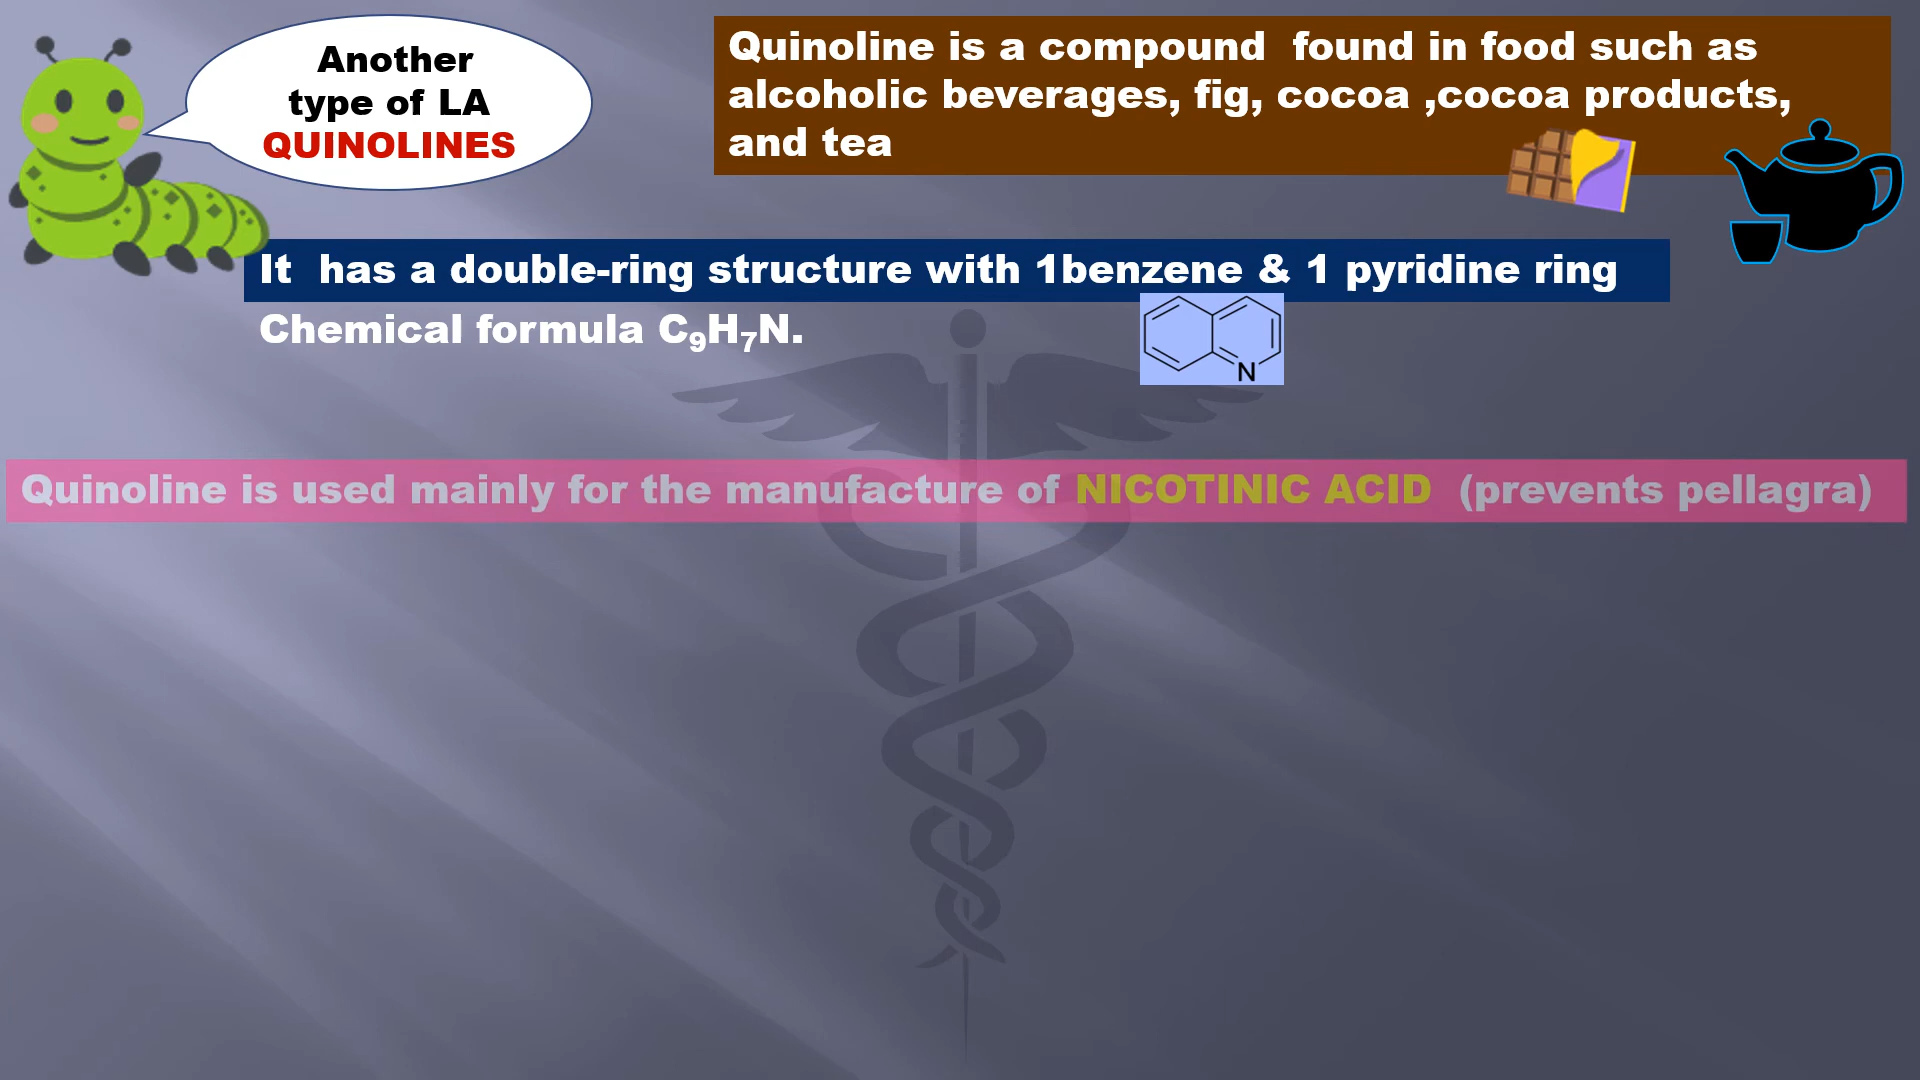 Another
type of LA
QUINOLINES
Quinoline is a compound  found in food such as
alcoholic beverages, fig, cocoa ,cocoa products,
and tea
It  has a double-ring structure with 1benzene & 1 pyridine ring
Chemical formula C₉H₇N.
N
Quinoline is used mainly for the manufacture of NICOTINIC ACID  (prevents pellagra)